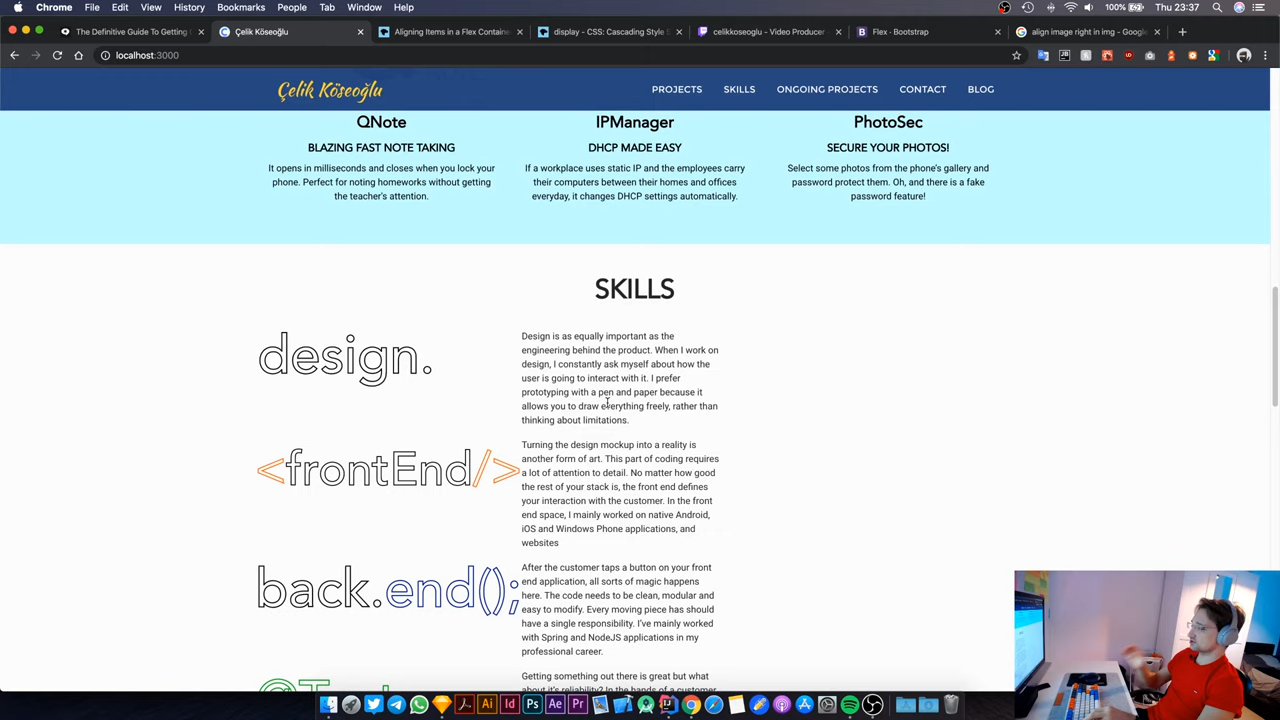 Chrome File Edit View History Bookmarks People Tab Window Help
100% Thu 23:37
The Definitive Guide To Getting
Çelik Köseoğlu
Aligning Items in a Flex Containe
display - CSS: Cascading Style S
celikkoseoglu - Video Producer
Flex · Bootstrap
align image right in img - Google
localhost:3000
Çelik Köseoğlu
PROJECTS SKILLS ONGOING PROJECTS CONTACT BLOG
QNote
BLAZING FAST NOTE TAKING
It opens in milliseconds and closes when you lock your
phone. Perfect for noting homeworks without getting
the teacher's attention.
IPManager
DHCP MADE EASY
If a workplace uses static IP and the employees carry
their computers between their homes and offices
everyday, it changes DHCP settings automatically.
PhotoSec
SECURE YOUR PHOTOS!
Select some photos from the phone's gallery and
password protect them. Oh, and there is a fake
password feature!
SKILLS
design.
Design is as equally important as the
engineering behind the product. When I work on
design, I constantly ask myself about how the
user is going to interact with it. I prefer
prototyping with a pen and paper because it
allows you to draw everything freely, rather than
thinking about limitations.
<frontEnd/>
Turning the design mockup into a reality is
another form of art. This part of coding requires
a lot of attention to detail. No matter how good
the rest of your stack is, the front end defines
your interaction with the customer. In the front
end space, I mainly worked on native Android,
iOS and Windows Phone applications, and
websites
back.end();
After the customer taps a button on your front
end application, all sorts of magic happens
here. The code needs to be clean, modular and
easy to modify. Every moving piece has should
have a single responsibility. I've mainly worked
with Spring and NodeJS applications in my
professional career.
Getting something out there is great but what
about it's reliability? In the hands of a customer
Ai Id Ps Ae Pr